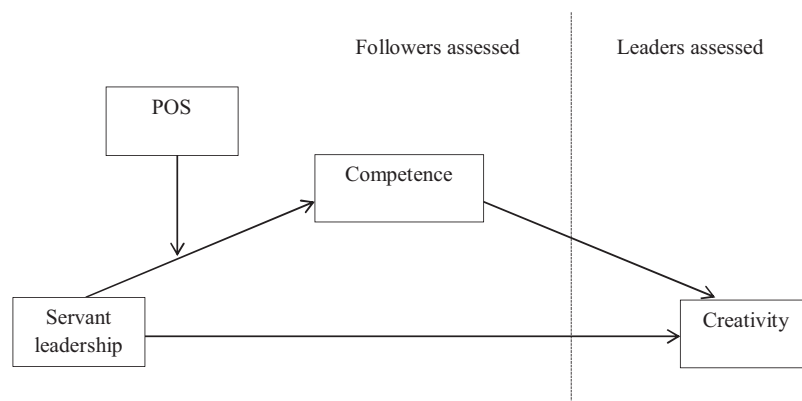 Followers assessed
Leaders assessed
POS
Competence
Servant
leadership
Creativity